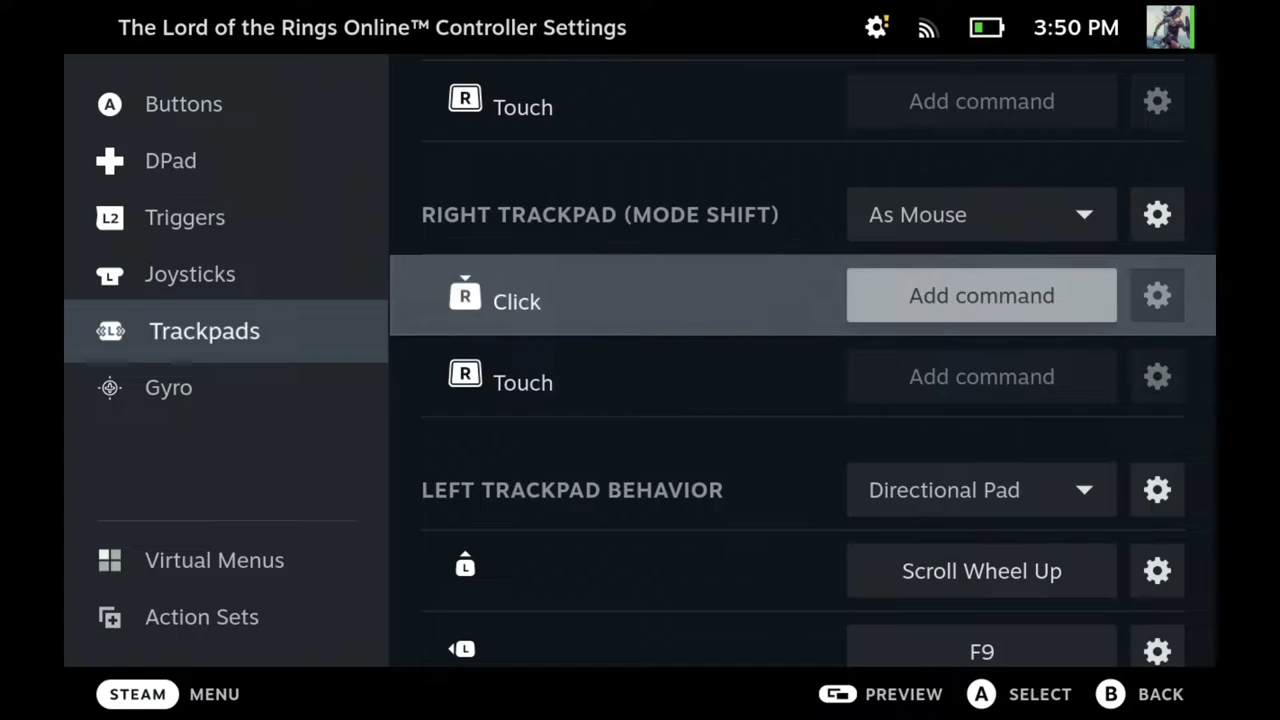 The Lord of the Rings Online™ Controller Settings
3:50 PM
A Buttons
DPad
L2 Triggers
L Joysticks
L Trackpads
Gyro
Virtual Menus
Action Sets
R Touch
Add command
RIGHT TRACKPAD (MODE SHIFT)
As Mouse
R Click
Add command
R Touch
Add command
LEFT TRACKPAD BEHAVIOR
Directional Pad
L
Scroll Wheel Up
L
F9
STEAM MENU
PREVIEW
A SELECT
B BACK